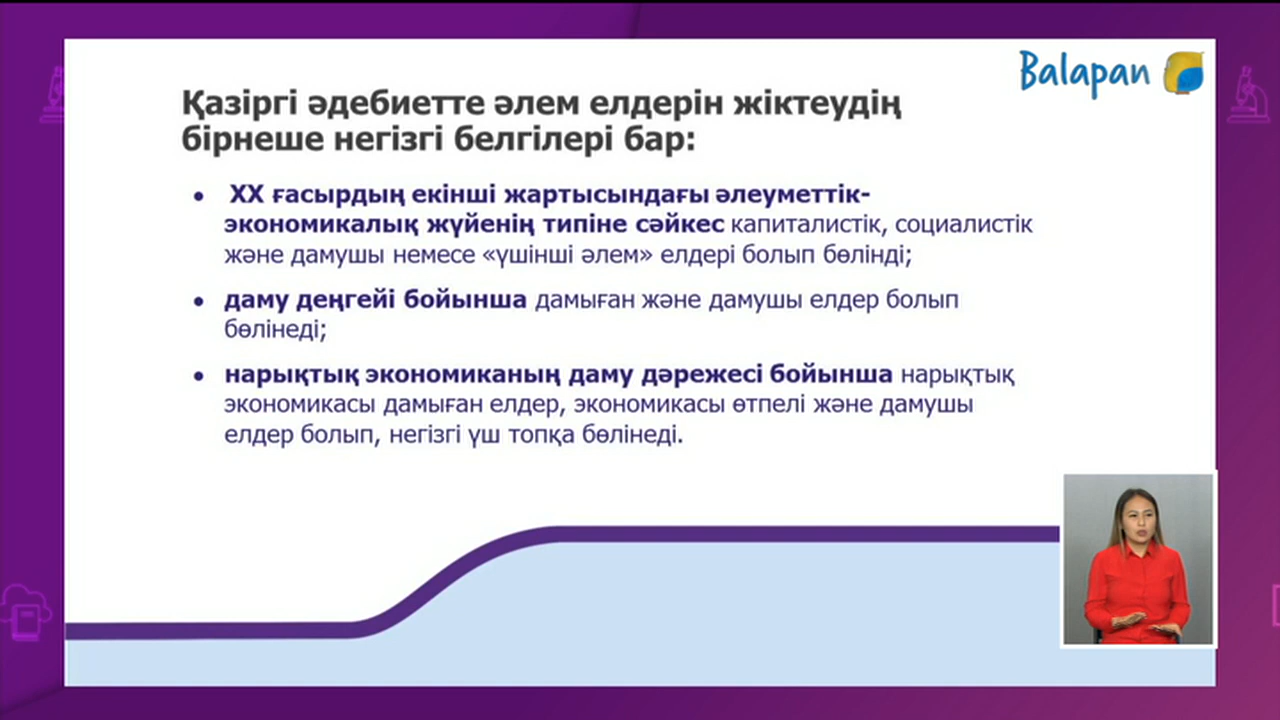 Balapan
Қазіргі әдебиетте әлем елдерін жіктеудің
бірнеше негізгі белгілері бар:
• XX ғасырдың екінші жартысындағы әлеуметтік-
экономикалық жүйенің типіне сәйкес капиталистік, социалистік
және дамушы немесе «үшінші әлем» елдері болып бөлінді;
• даму деңгейі бойынша дамыған және дамушы елдер болып
бөлінеді;
• нарықтық экономиканың даму дәрежесі бойынша нарықтық
экономикасы дамыған елдер, экономикасы өтпелі және дамушы
елдер болып, негізгі үш топқа бөлінеді.